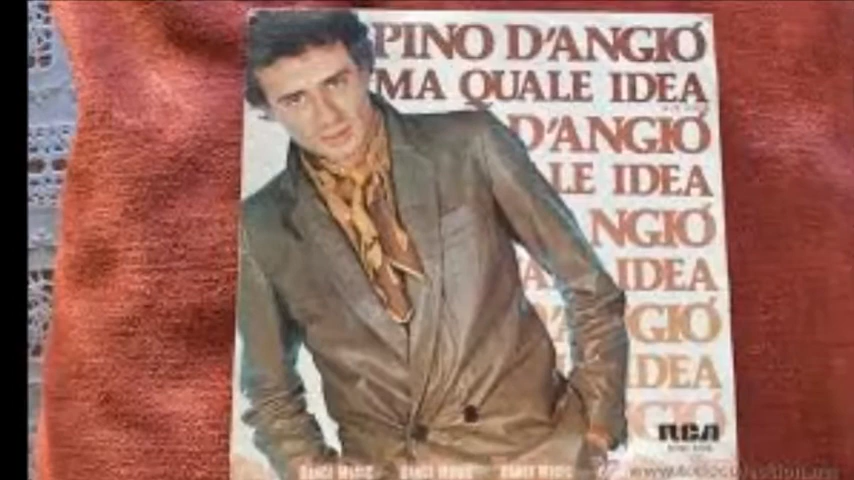 PINO D'ANGIÓ
MA QUALE IDEA
D'ANGIÓ
LE IDEA
NGIÓ
IDEA
D'ANGIÓ
IDEA
NGIÓ
RCA
DANCE MUSIC DANCE MUSIC DANCE MUSIC